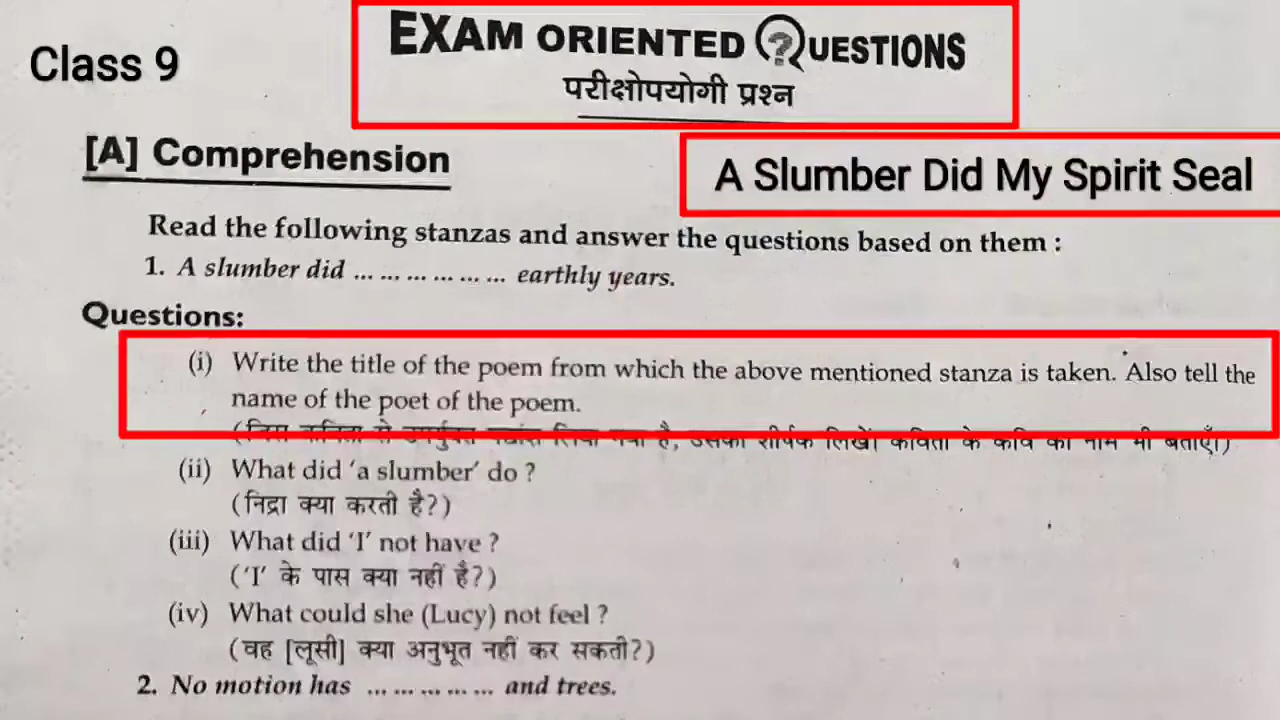 Class 9
EXAM ORIENTED QUESTIONS
परीक्षोपयोगी प्रश्न
[A] Comprehension
A Slumber Did My Spirit Seal
Read the following stanzas and answer the questions based on them :
1. A slumber did ... ... ... ... ... ... earthly years.
Questions:
(i) Write the title of the poem from which the above mentioned stanza is taken. Also tell the
name of the poet of the poem.
(जिस कविता से उपर्युक्त पद्यांश लिया गया है, उसका शीर्षक लिखें। कविता के कवि का नाम भी बताएँ।)
(ii) What did 'a slumber' do ?
(निद्रा क्या करती है?)
(iii) What did 'I' not have ?
('I' के पास क्या नहीं है?)
(iv) What could she (Lucy) not feel ?
(वह [लूसी] क्या अनुभूत नहीं कर सकती?)
2. No motion has ... ... ... ... ... and trees.